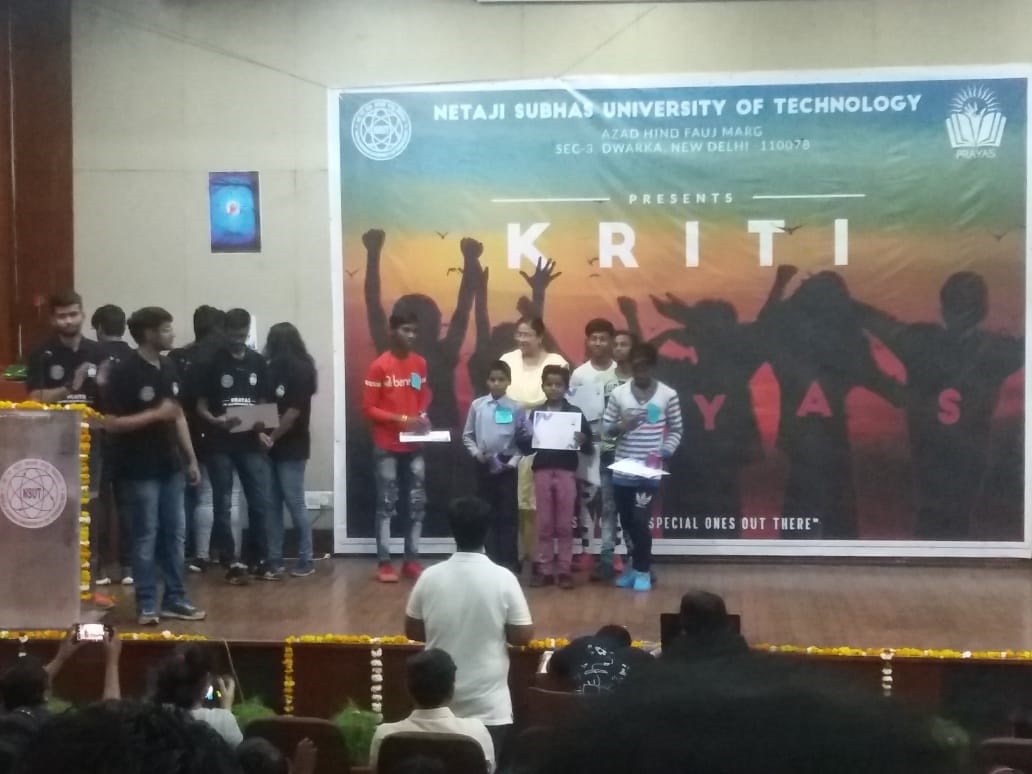 NETAJI SUBHAS UNIVERSITY OF TECHNOLOGY
AZAD HIND FAUJ MARG
SEC-3, DWARKA, NEW DELHI 110078
PRAYAS
PRESENTS
KRITI
Y A S
SPECIAL ONES OUT THERE"
NSUT
PRAYAS